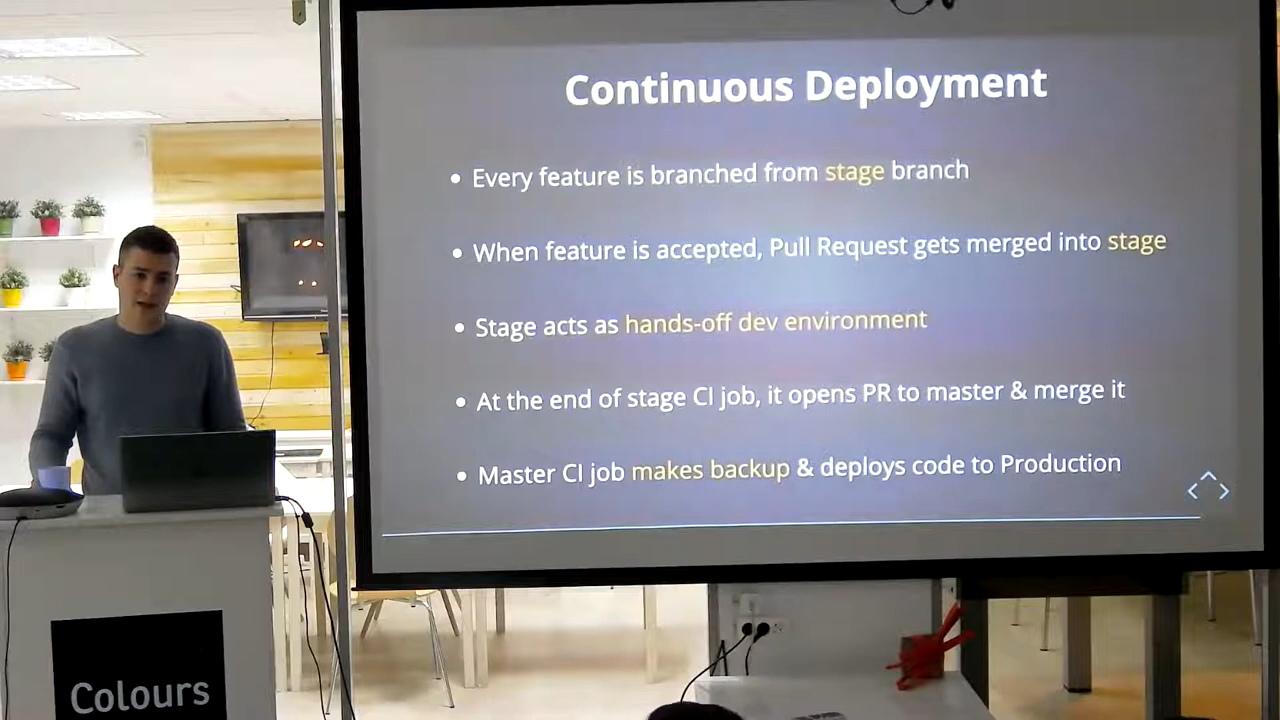 Continuous Deployment
Every feature is branched from stage branch
When feature is accepted, Pull Request gets merged into stage
Stage acts as hands-off dev environment
At the end of stage CI job, it opens PR to master & merge it
Master CI job makes backup & deploys code to Production
Colours